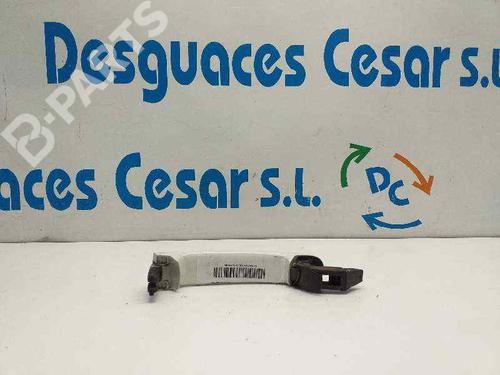 Desguaces Cesar s.L
B-PARTS
aces Cesar s.L.
DC